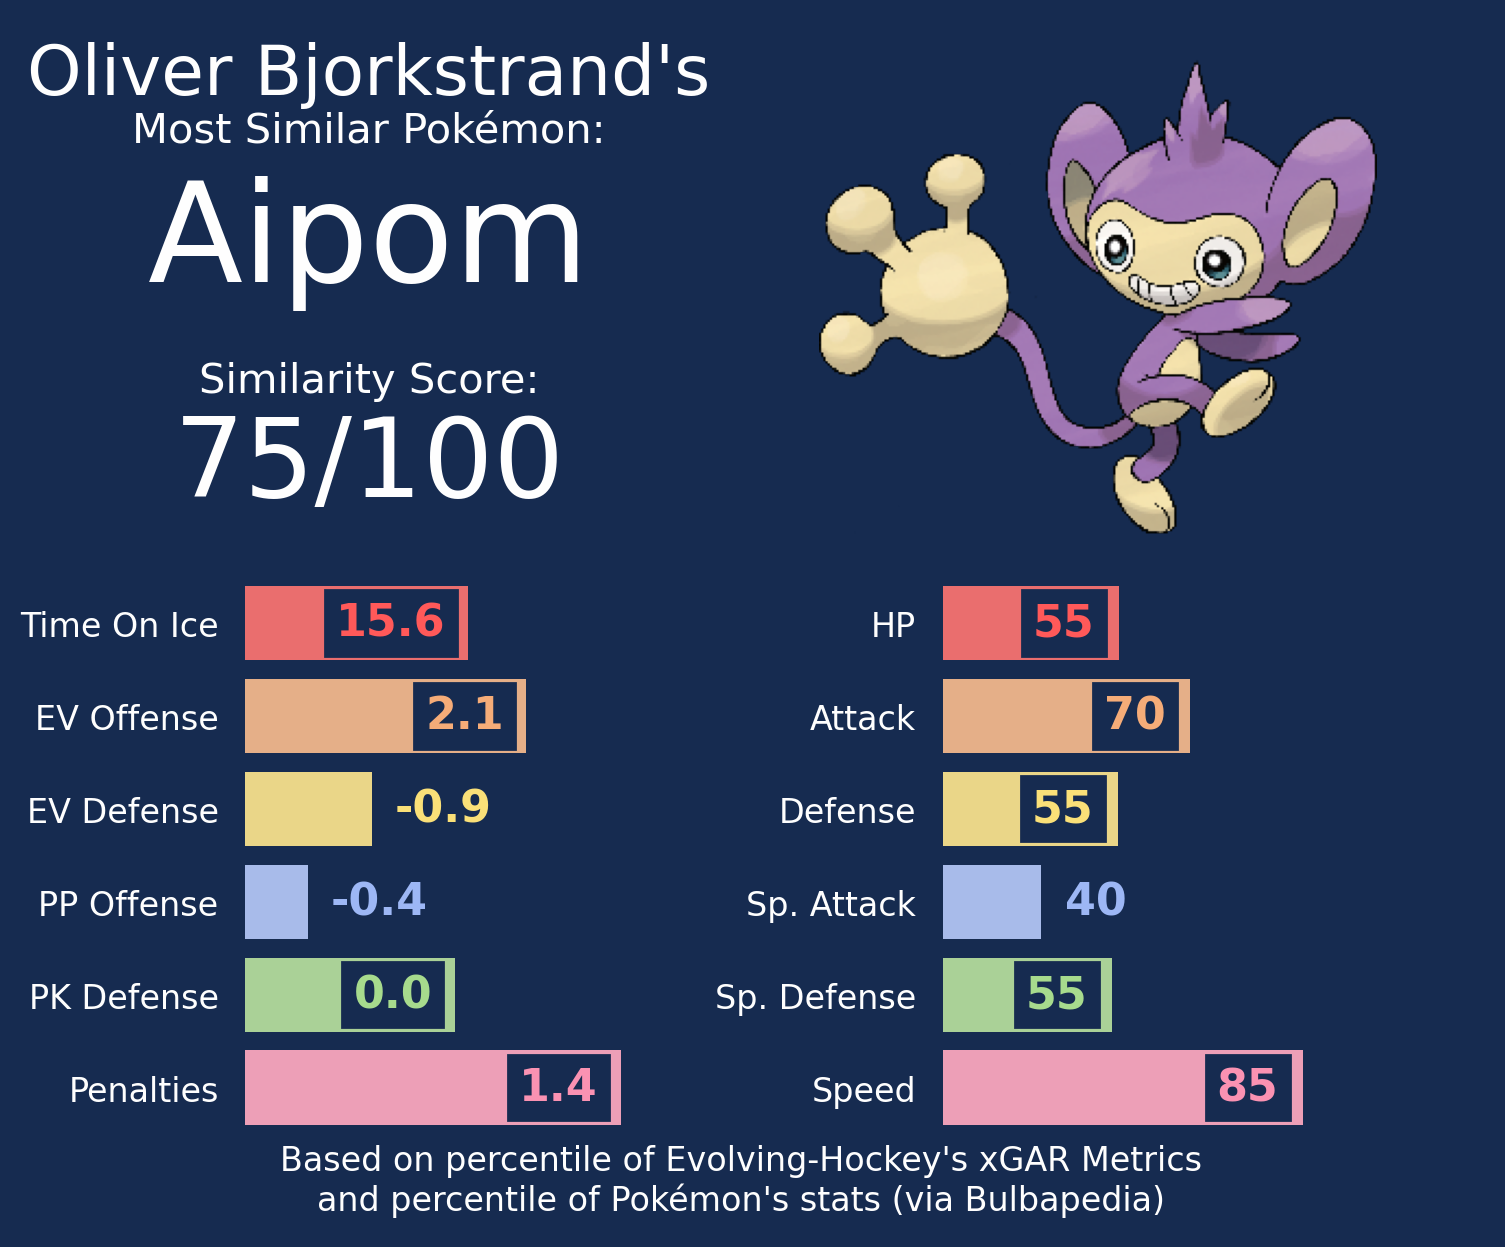 Oliver Bjorkstrand's
Most Similar Pokémon:
Aipom
Similarity Score:
75/100
Time On Ice 15.6
EV Offense 2.1
EV Defense -0.9
PP Offense -0.4
PK Defense 0.0
Penalties 1.4
HP 55
Attack 70
Defense 55
Sp. Attack 40
Sp. Defense 55
Speed 85
Based on percentile of Evolving-Hockey's xGAR Metrics
and percentile of Pokémon's stats (via Bulbapedia)